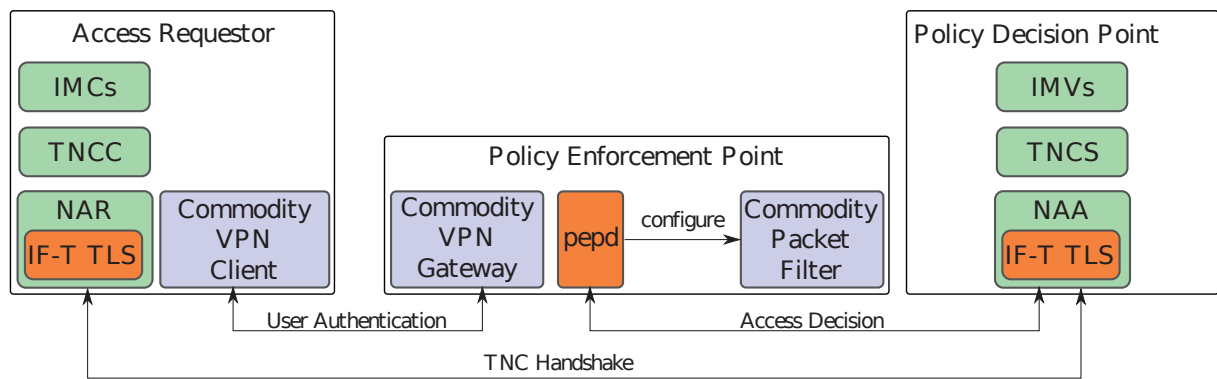 Access Requestor
IMCs
TNCC
NAR
IF-T TLS
Commodity
VPN
Client
Policy Enforcement Point
Commodity
VPN
Gateway
pepd
configure
Commodity
Packet
Filter
Policy Decision Point
IMVs
TNCS
NAA
IF-T TLS
User Authentication
Access Decision
TNC Handshake